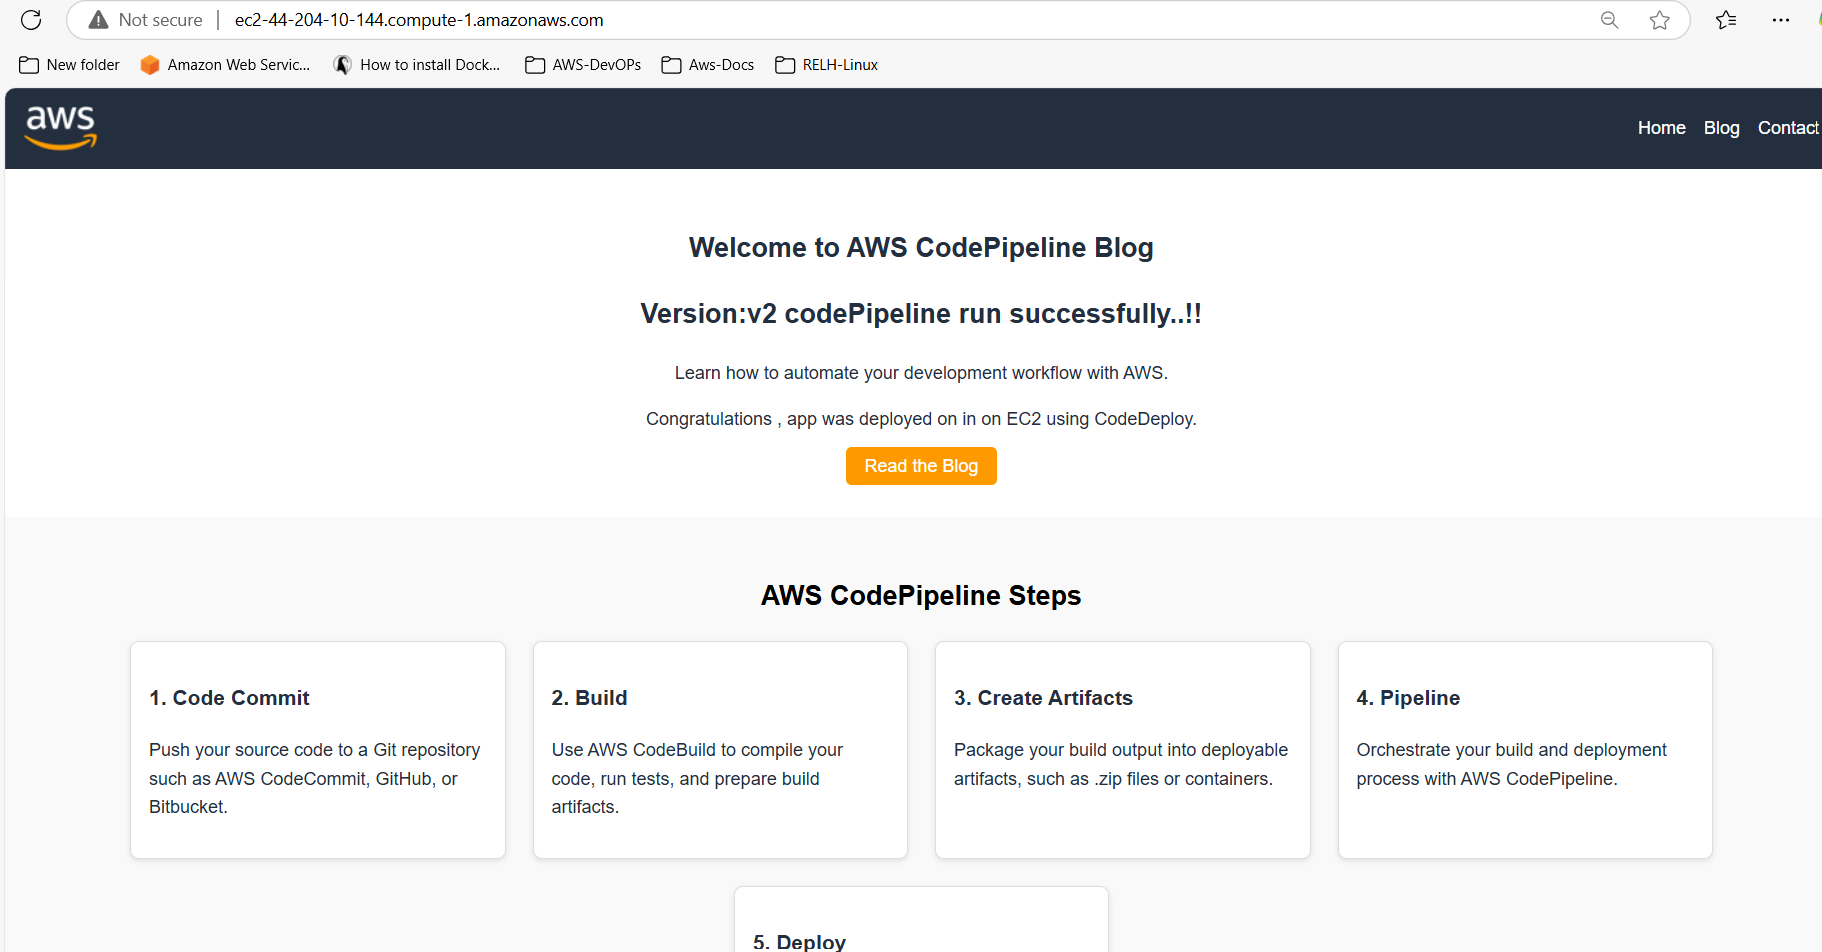 Not secure | ec2-44-204-10-144.compute-1.amazonaws.com
New folder Amazon Web Servic... How to install Dock... AWS-DevOPs Aws-Docs RELH-Linux
aws
Home Blog Contact
Welcome to AWS CodePipeline Blog
Version:v2 codePipeline run successfully..!!
Learn how to automate your development workflow with AWS.
Congratulations , app was deployed on in on EC2 using CodeDeploy.
Read the Blog
AWS CodePipeline Steps
1. Code Commit
Push your source code to a Git repository
such as AWS CodeCommit, GitHub, or
Bitbucket.
2. Build
Use AWS CodeBuild to compile your
code, run tests, and prepare build
artifacts.
3. Create Artifacts
Package your build output into deployable
artifacts, such as .zip files or containers.
4. Pipeline
Orchestrate your build and deployment
process with AWS CodePipeline.
5. Deploy